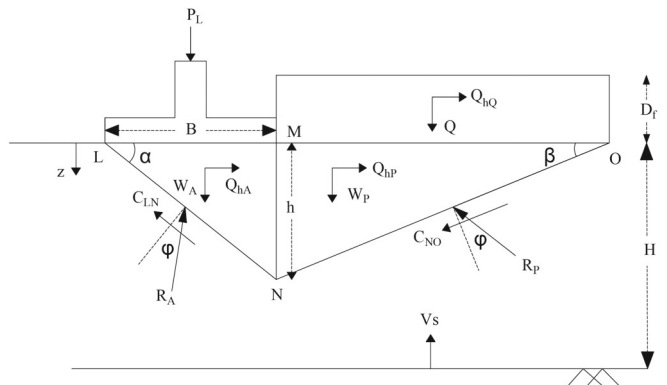 P_L
Q_hQ
Q
D_f
B
M
L
α
β
O
z
W_A
Q_hA
Q_hP
W_P
h
C_LN
φ
C_NO
φ
H
R_A
R_P
N
Vs